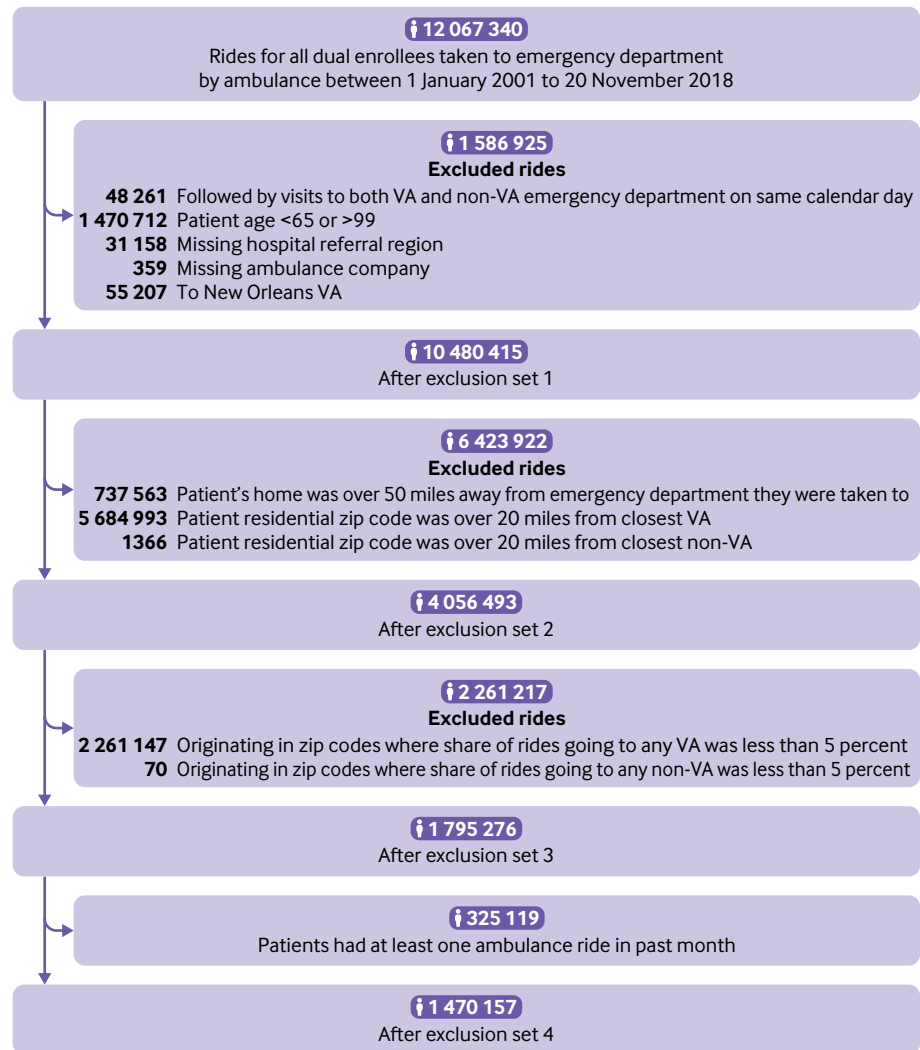 12 067 340
Rides for all dual enrollees taken to emergency department
by ambulance between 1 January 2001 to 20 November 2018
1 586 925
Excluded rides
48 261 Followed by visits to both VA and non-VA emergency department on same calendar day
1 470 712 Patient age <65 or >99
31 158 Missing hospital referral region
359 Missing ambulance company
55 207 To New Orleans VA
10 480 415
After exclusion set 1
6 423 922
Excluded rides
737 563 Patient's home was over 50 miles away from emergency department they were taken to
5 684 993 Patient residential zip code was over 20 miles from closest VA
1366 Patient residential zip code was over 20 miles from closest non-VA
4 056 493
After exclusion set 2
2 261 217
Excluded rides
2 261 147 Originating in zip codes where share of rides going to any VA was less than 5 percent
70 Originating in zip codes where share of rides going to any non-VA was less than 5 percent
1 795 276
After exclusion set 3
325 119
Patients had at least one ambulance ride in past month
1 470 157
After exclusion set 4